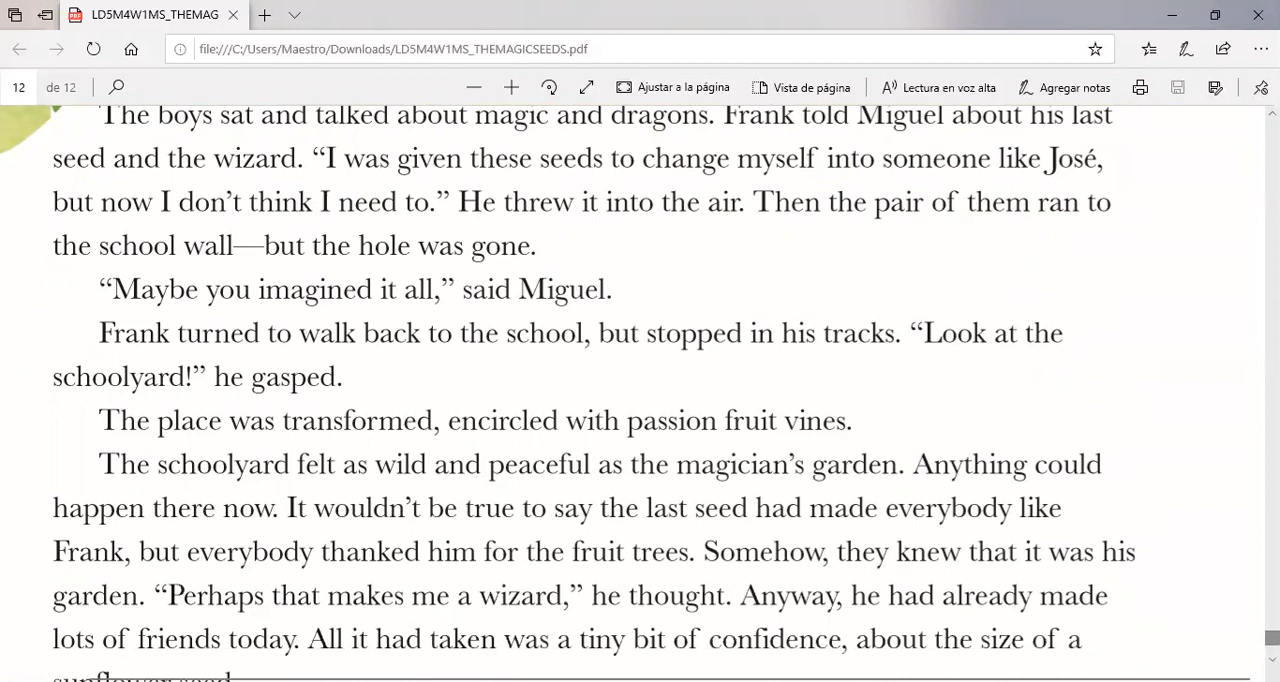 LD5M4W1MS_THEMAG
file:///C:/Users/Maestro/Downloads/LD5M4W1MS_THEMAGICSEEDS.pdf
12 de 12 Ajustar a la página Vista de página Lectura en voz alta Agregar notas
The boys sat and talked about magic and dragons. Frank told Miguel about his last
seed and the wizard. “I was given these seeds to change myself into someone like José,
but now I don’t think I need to.” He threw it into the air. Then the pair of them ran to
the school wall—but the hole was gone.
“Maybe you imagined it all,” said Miguel.
Frank turned to walk back to the school, but stopped in his tracks. “Look at the
schoolyard!” he gasped.
The place was transformed, encircled with passion fruit vines.
The schoolyard felt as wild and peaceful as the magician’s garden. Anything could
happen there now. It wouldn’t be true to say the last seed had made everybody like
Frank, but everybody thanked him for the fruit trees. Somehow, they knew that it was his
garden. “Perhaps that makes me a wizard,” he thought. Anyway, he had already made
lots of friends today. All it had taken was a tiny bit of confidence, about the size of a
sunflower seed.